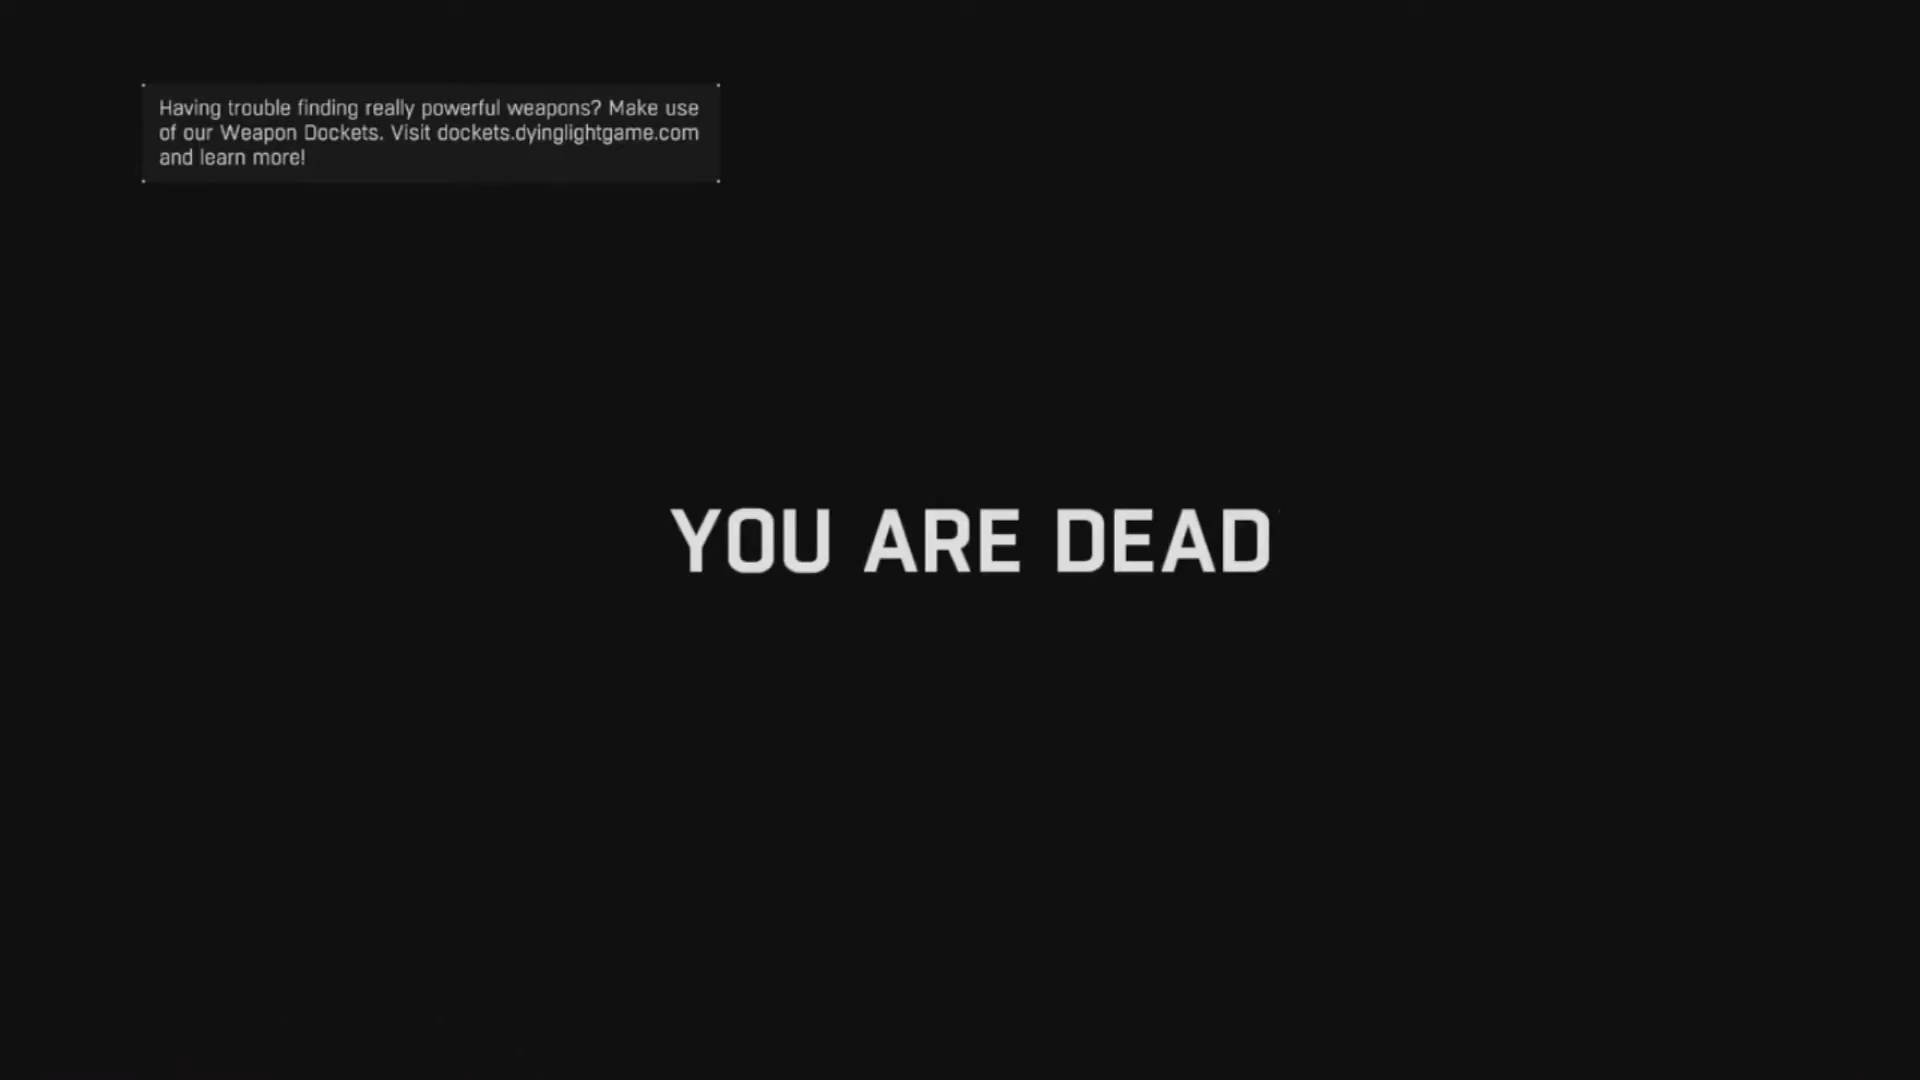 Having trouble finding really powerful weapons? Make use
of our Weapon Dockets. Visit dockets.dyinglightgame.com
and learn more!
YOU ARE DEAD